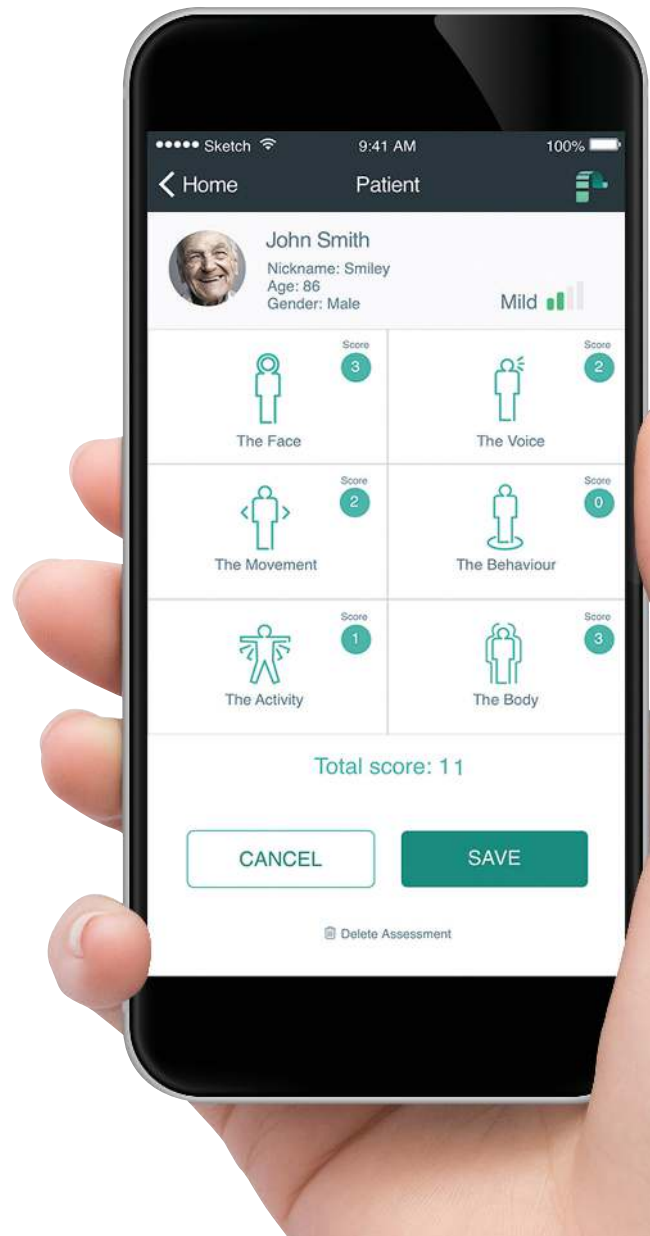 Sketch 9:41 AM 100%
Home Patient
John Smith
Nickname: Smiley
Age: 86
Gender: Male
Mild
Score
3
The Face
Score
2
The Voice
Score
2
The Movement
Score
0
The Behaviour
Score
1
The Activity
Score
3
The Body
Total score: 11
CANCEL SAVE
Delete Assessment